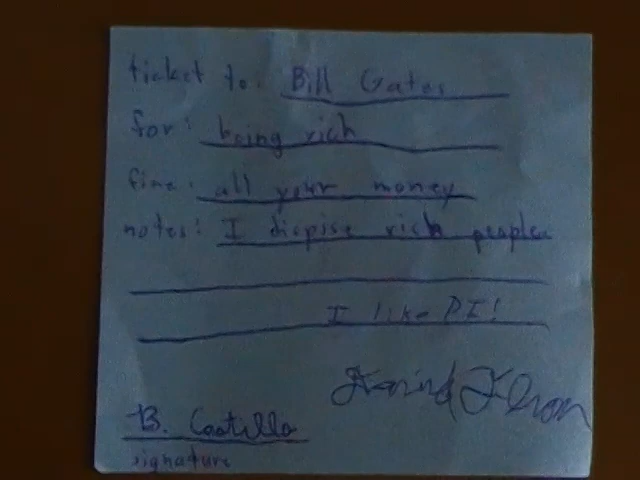 ticket to: Bill Gates
for: being rich
fine: all your money
notes: I dispise rich people
I like PI!
B. Castillo
signature